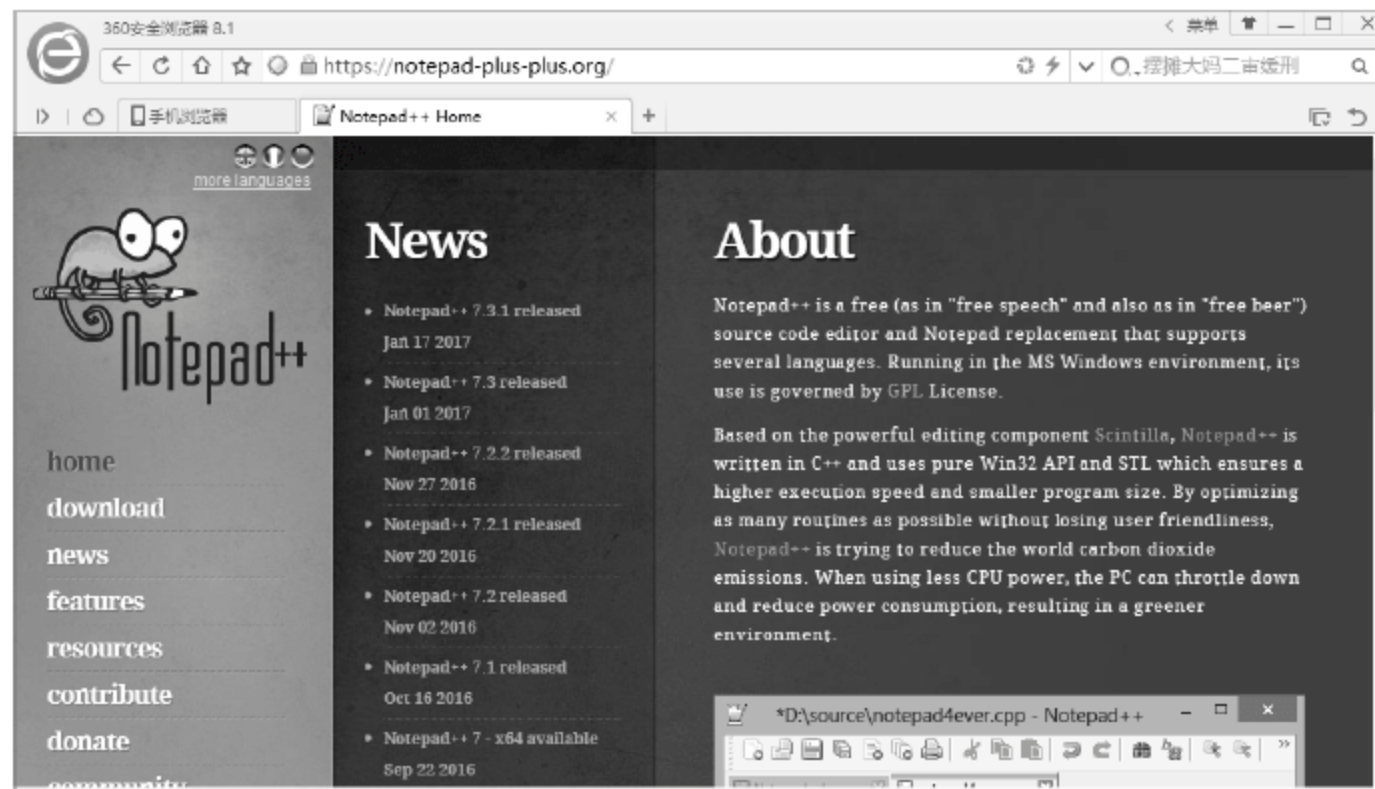 360安全浏览器 8.1
菜单
https://notepad-plus-plus.org/
摆摊大妈二审缓刑
手机浏览器
Notepad++ Home
more languages
Notepad++
home
download
news
features
resources
contribute
donate
community
News
Notepad++ 7.3.1 released
Jan 17 2017
Notepad++ 7.3 released
Jan 01 2017
Notepad++ 7.2.2 released
Nov 27 2016
Notepad++ 7.2.1 released
Nov 20 2016
Notepad++ 7.2 released
Nov 02 2016
Notepad++ 7.1 released
Oct 16 2016
Notepad++ 7 - x64 available
Sep 22 2016
About
Notepad++ is a free (as in "free speech" and also as in "free beer")
source code editor and Notepad replacement that supports
several languages. Running in the MS Windows environment, its
use is governed by GPL License.
Based on the powerful editing component Scintilla, Notepad++ is
written in C++ and uses pure Win32 API and STL which ensures a
higher execution speed and smaller program size. By optimizing
as many routines as possible without losing user friendliness,
Notepad++ is trying to reduce the world carbon dioxide
emissions. When using less CPU power, the PC can throttle down
and reduce power consumption, resulting in a greener
environment.
*D:\source\notepad4ever.cpp - Notepad++